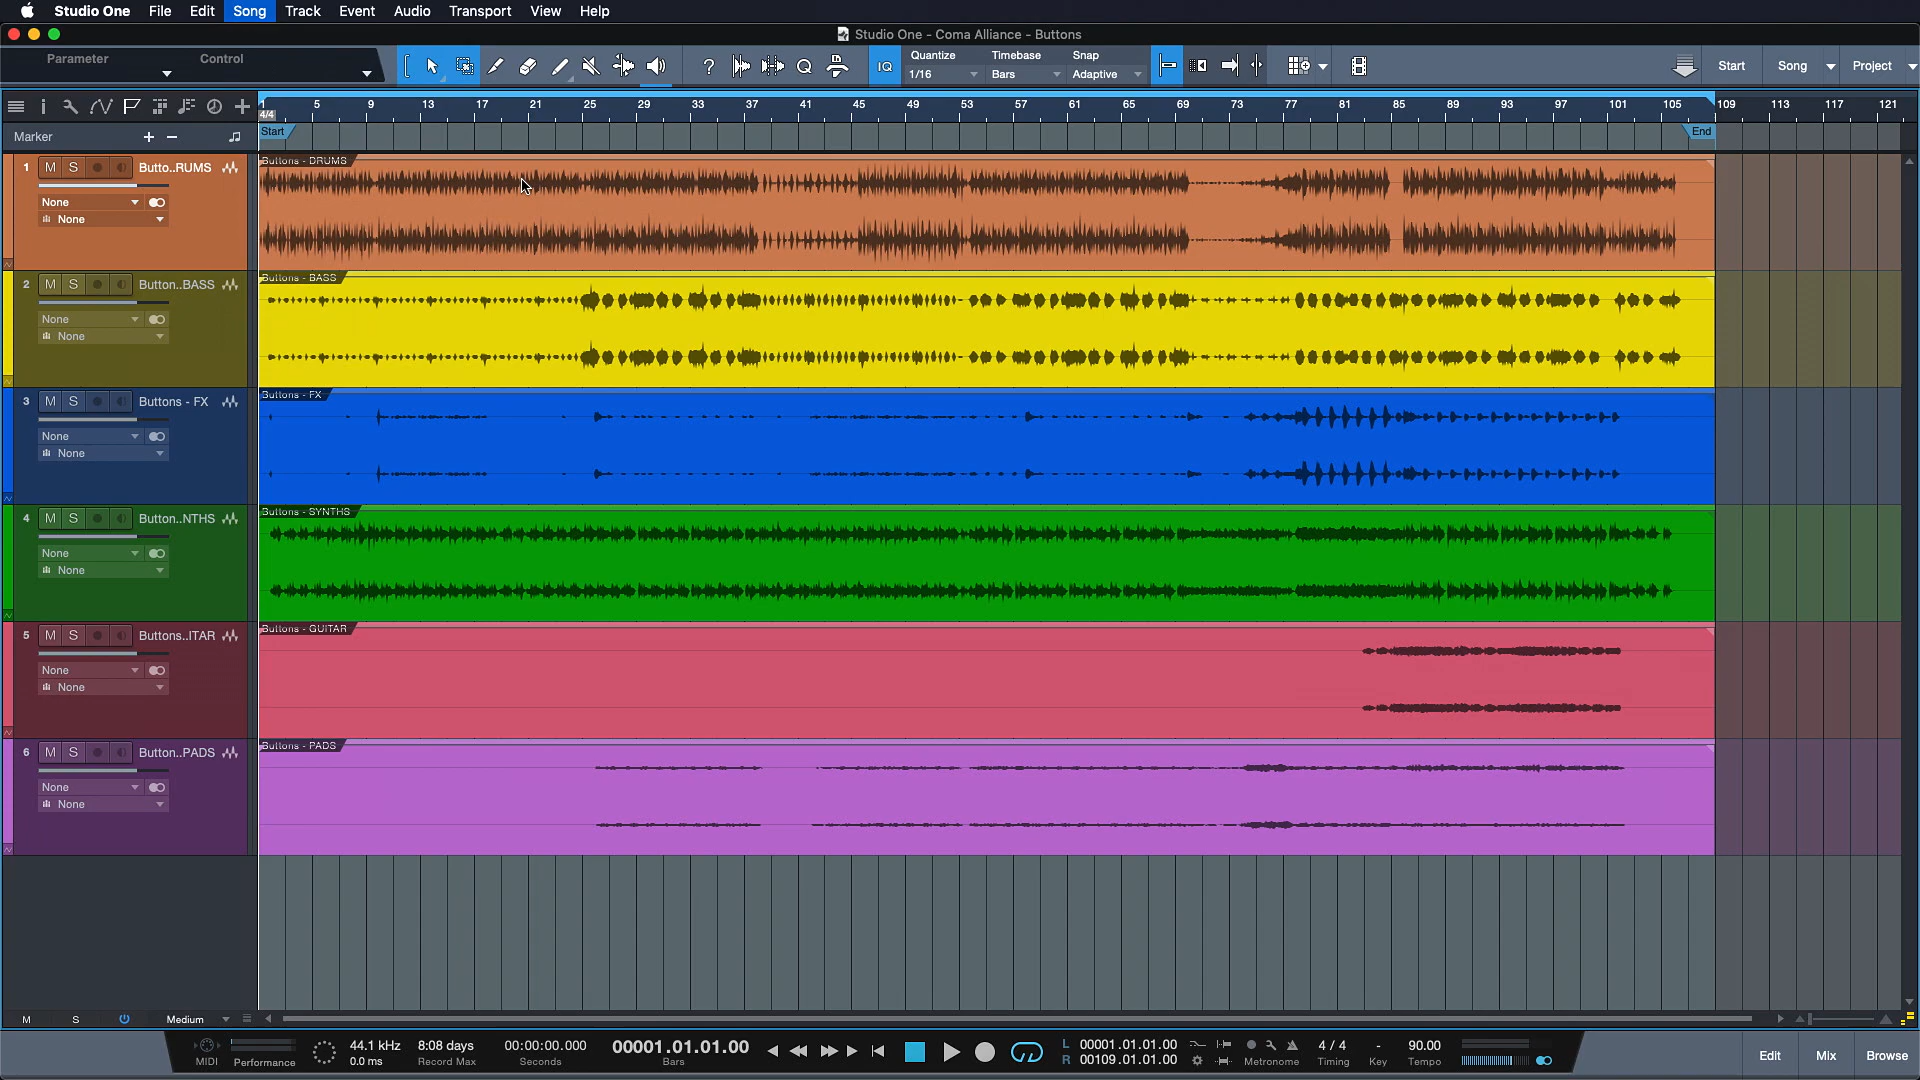 Studio One File Edit Song Track Event Audio Transport View Help
Studio One - Coma Alliance - Buttons
Parameter Control
Quantize Timebase Snap
IQ 1/16 Bars Adaptive
Start Song Project
1 5 9 13 17 21 25 29 33 37 41 45 49 53 57 61 65 69 73 77 81 85 89 93 97 101 105 109 113 117 121
4/4
Marker + − Start End
1 M S Butto..RUMS
Buttons - DRUMS
None
None
2 M S Button..BASS
Buttons - BASS
None
None
3 M S Buttons - FX
Buttons - FX
None
None
4 M S Button..NTHS
Buttons - SYNTHS
None
None
5 M S Buttons..ITAR
Buttons - GUITAR
None
None
6 M S Button..PADS
Buttons - PADS
None
None
M S Medium
MIDI Performance
44.1 kHz
0.0 ms
8:08 days
Record Max
00:00:00.000
Seconds
00001.01.01.00
Bars
L 00001.01.01.00
R 00109.01.01.00
Metronome
4 / 4
Timing
-
Key
90.00
Tempo
Edit Mix Browse